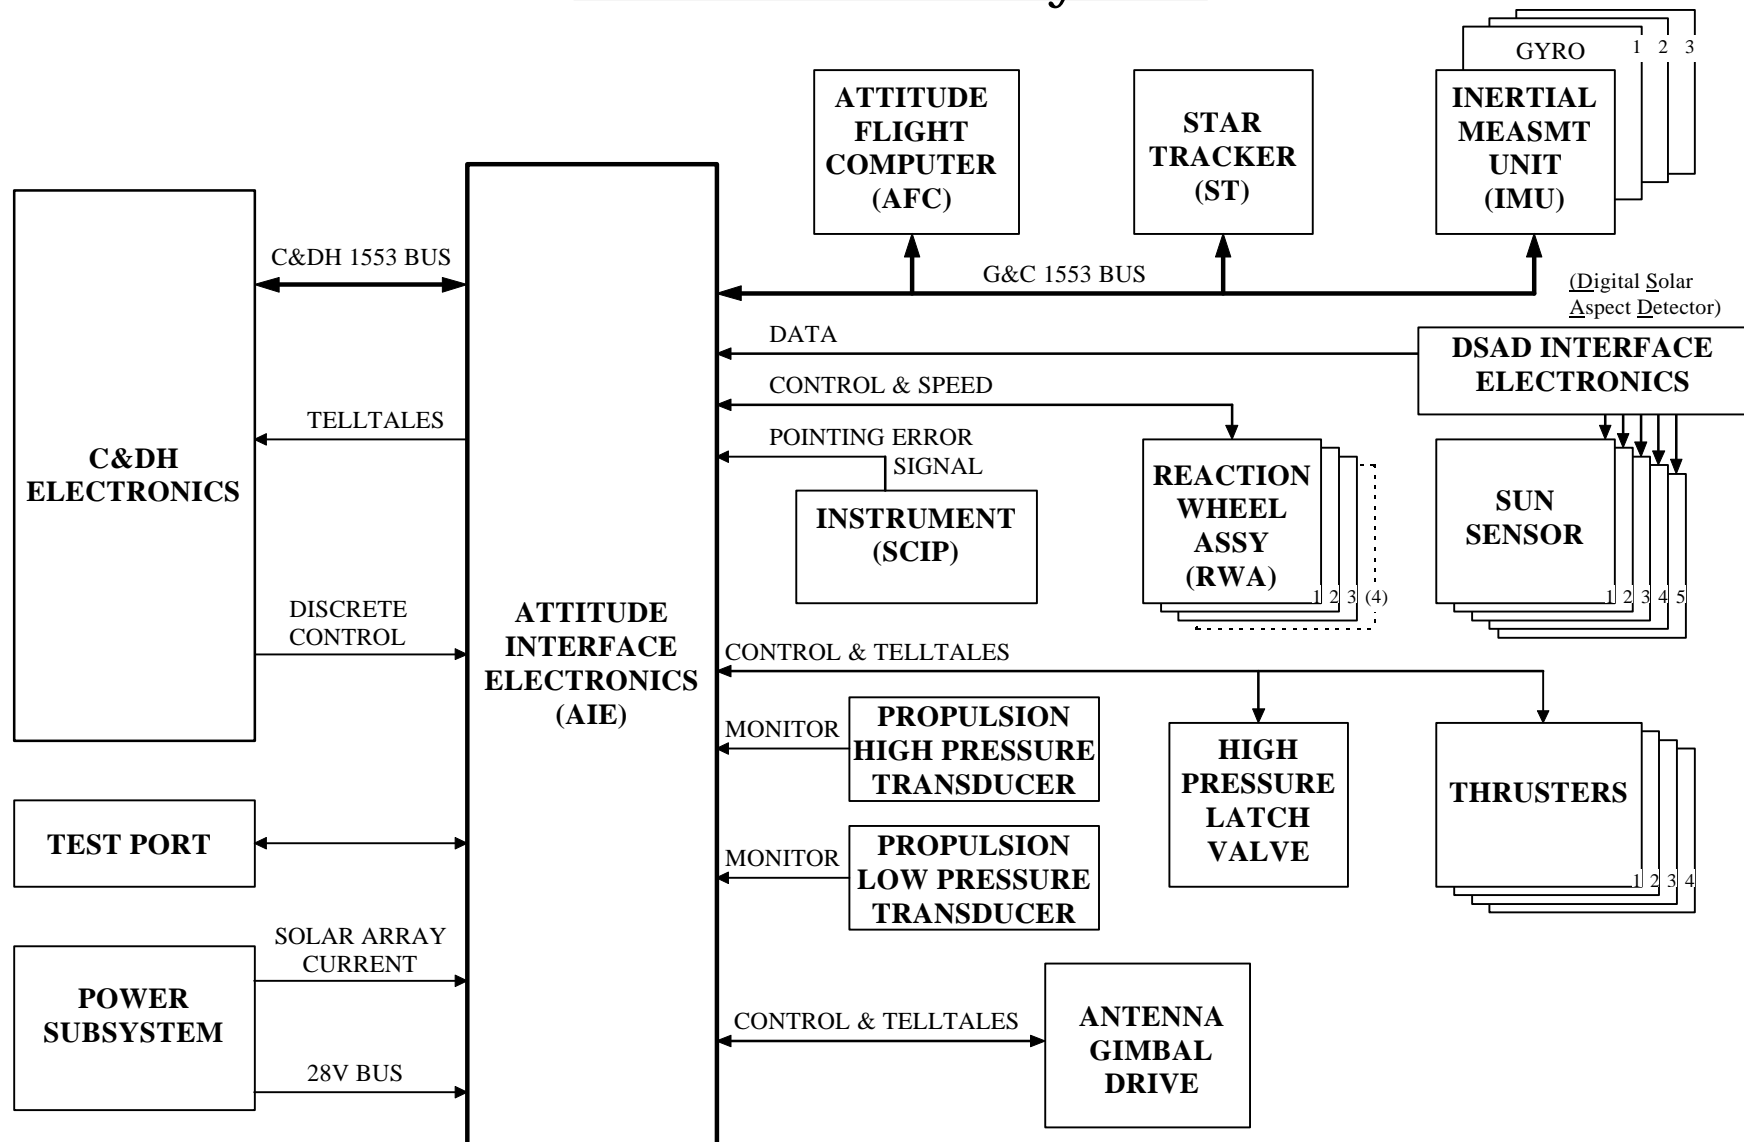 GYRO
1 2 3
ATTITUDE
FLIGHT
COMPUTER
(AFC)
STAR
TRACKER
(ST)
INERTIAL
MEASMT
UNIT
(IMU)
C&DH 1553 BUS
G&C 1553 BUS
(Digital Solar
Aspect Detector)
DATA
DSAD INTERFACE
ELECTRONICS
CONTROL & SPEED
TELLTALES
POINTING ERROR
SIGNAL
C&DH
ELECTRONICS
INSTRUMENT
(SCIP)
REACTION
WHEEL
ASSY
(RWA)
1 2 3 (4)
SUN
SENSOR
1 2 3 4 5
DISCRETE
CONTROL
ATTITUDE
INTERFACE
ELECTRONICS
(AIE)
CONTROL & TELLTALES
MONITOR
PROPULSION
HIGH PRESSURE
TRANSDUCER
HIGH
PRESSURE
LATCH
VALVE
THRUSTERS
1 2 3 4
TEST PORT
MONITOR
PROPULSION
LOW PRESSURE
TRANSDUCER
SOLAR ARRAY
CURRENT
POWER
SUBSYSTEM
28V BUS
CONTROL & TELLTALES
ANTENNA
GIMBAL
DRIVE